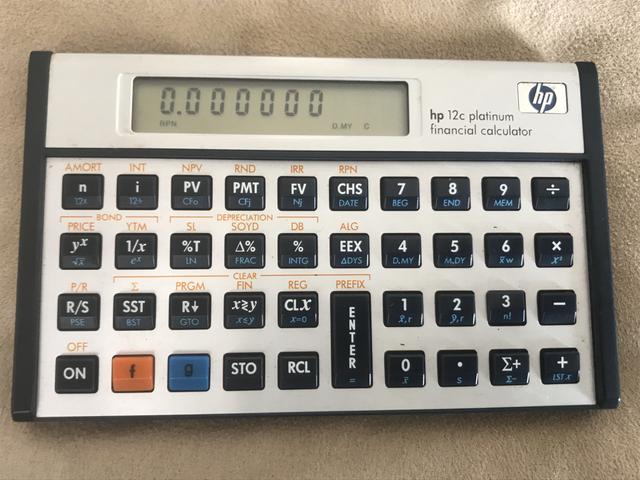 0.000000
RPN D.MY C
hp
hp 12c platinum
financial calculator
AMORT INT NPV RND IRR RPN
n i PV PMT FV CHS 7 8 9 ÷
12x 12÷ CFo CFj Nj DATE BEG END MEM
BOND DEPRECIATION
PRICE YTM SL SOYD DB ALG
yˣ 1/x %T Δ% % EEX 4 5 6 ×
√x eˣ LN FRAC INTG ΔDYS D.MY M.DY x̄w x²
CLEAR
P/R Σ PRGM FIN REG PREFIX
R/S SST R↓ x≷y CLx ENTER 1 2 3 −
PSE BST GTO x≤y x=0 = x̂,r ŷ,r n!
OFF
ON f g STO RCL 0 . Σ+ +
x̄ s Σ− LSTx